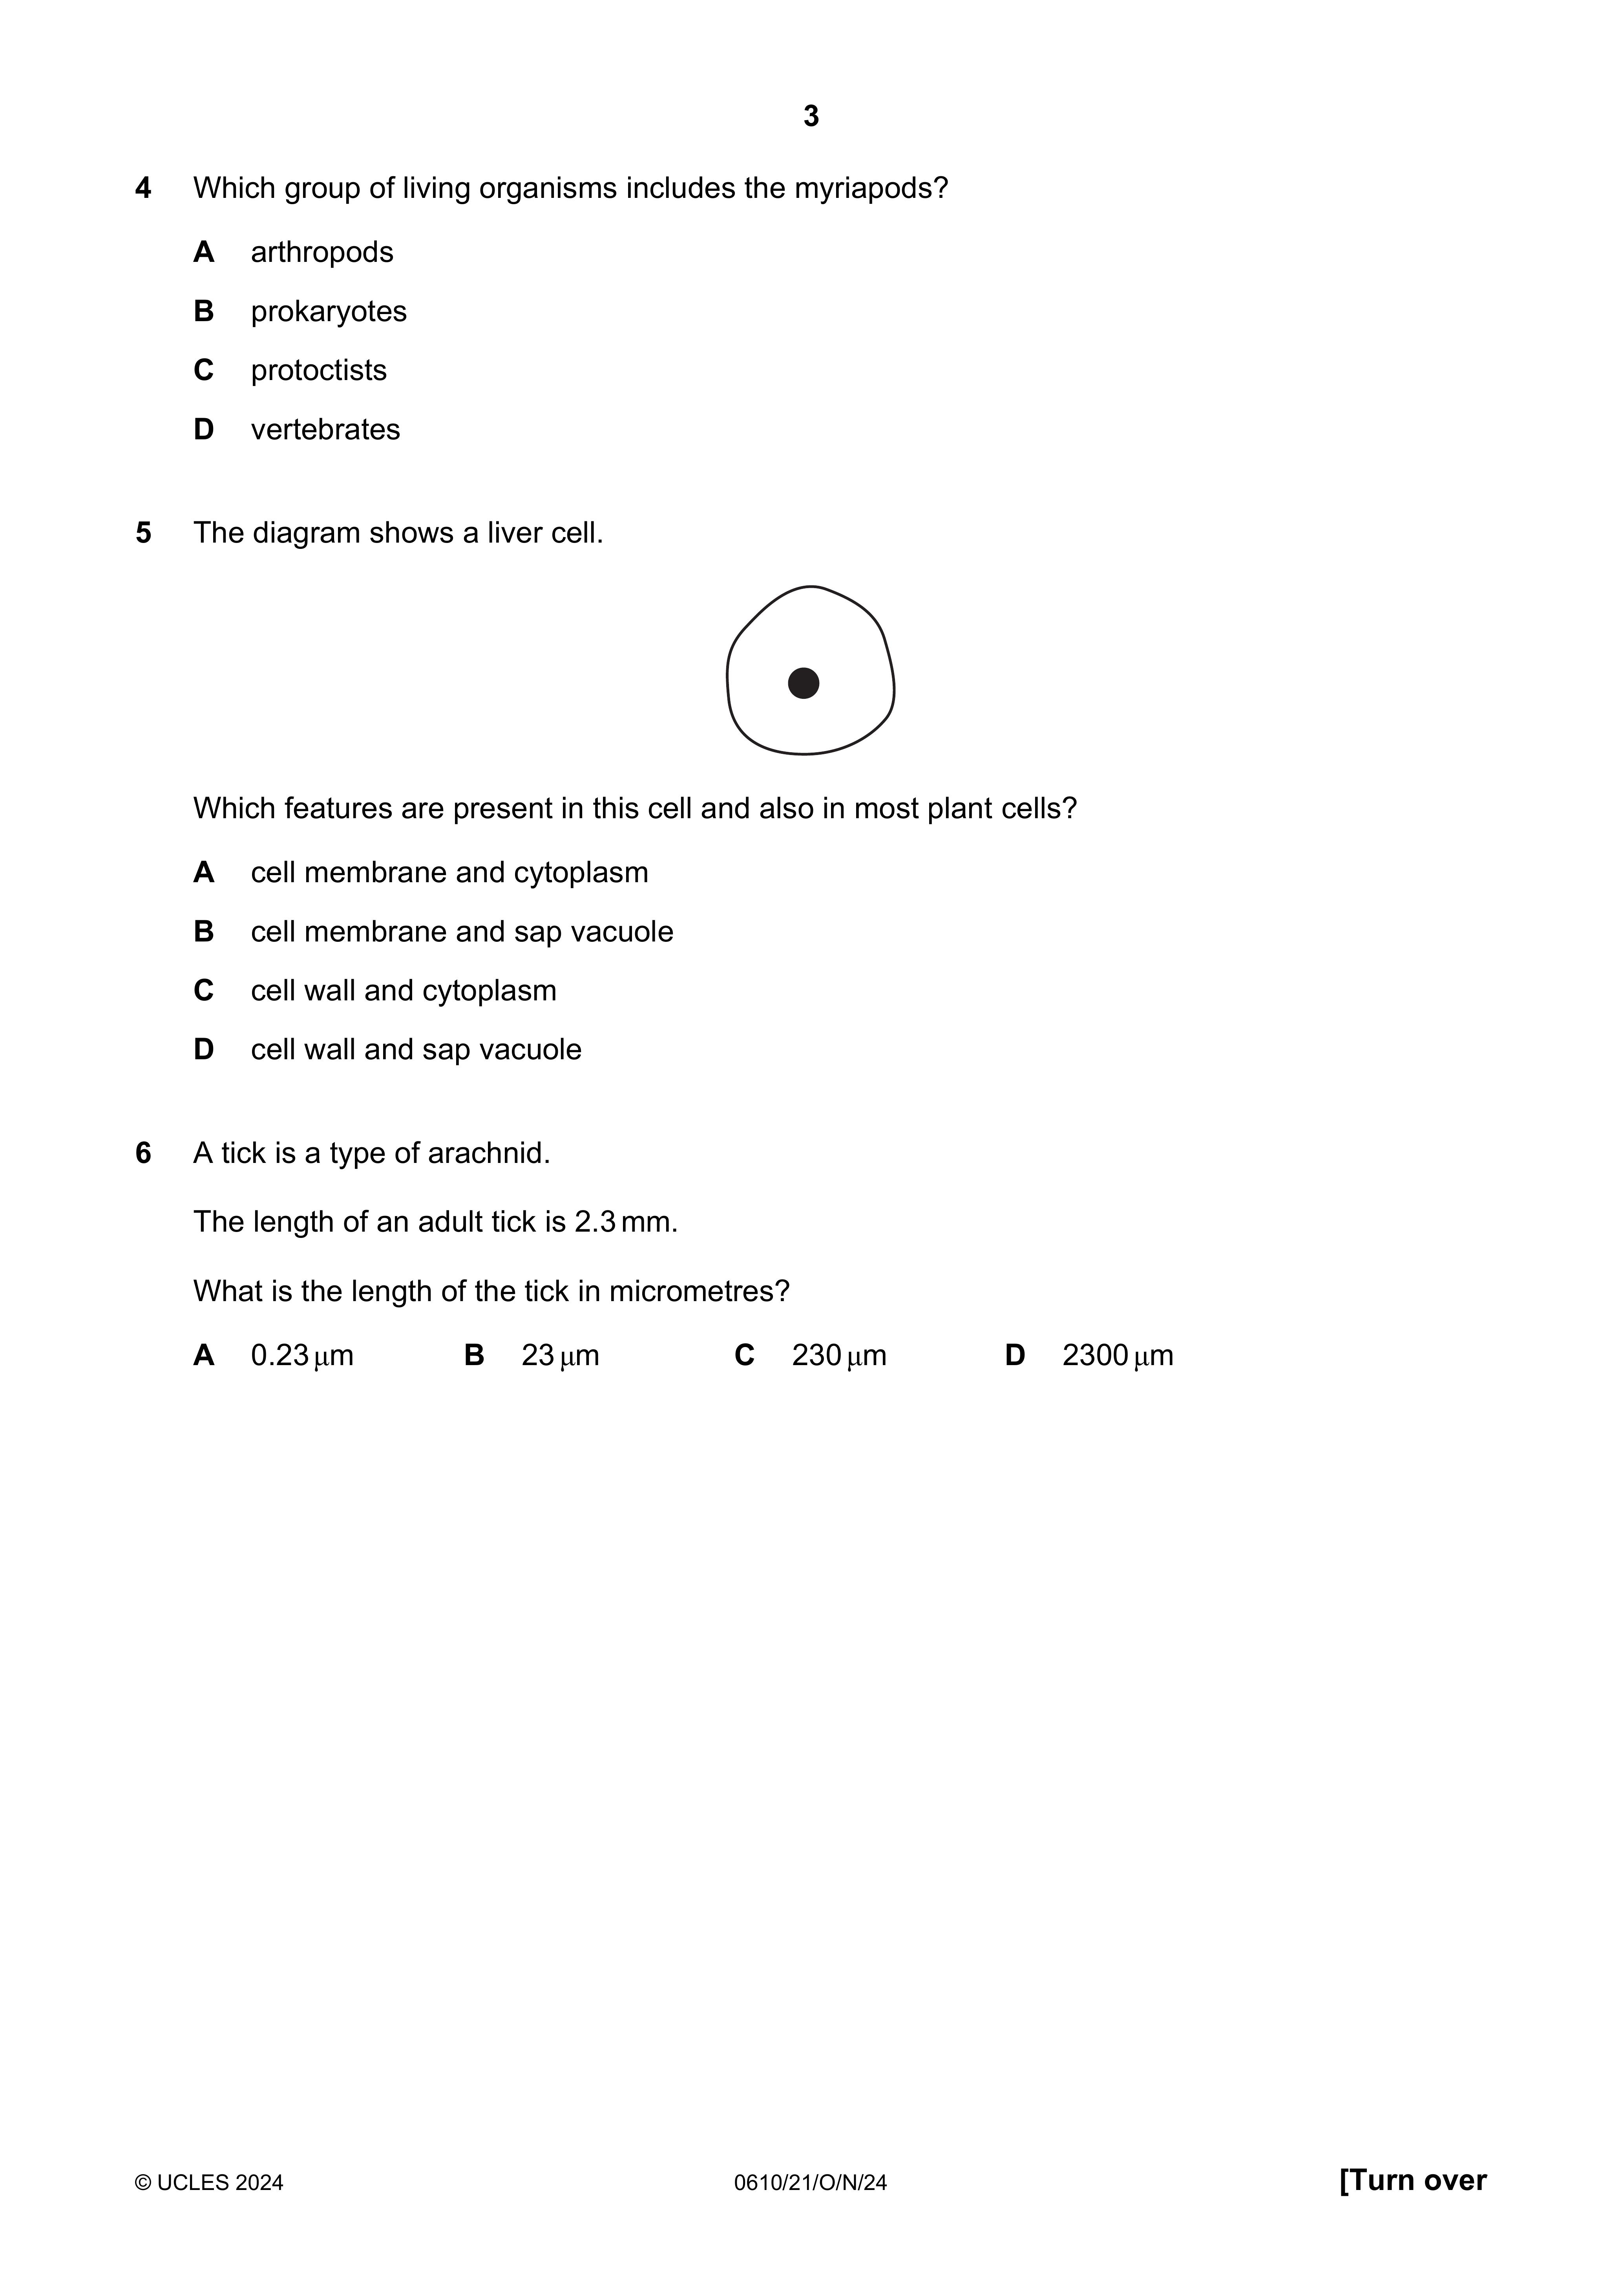 3
4 Which group of living organisms includes the myriapods?
A arthropods
B prokaryotes
C protoctists
D vertebrates
5 The diagram shows a liver cell.
Which features are present in this cell and also in most plant cells?
A cell membrane and cytoplasm
B cell membrane and sap vacuole
C cell wall and cytoplasm
D cell wall and sap vacuole
6 A tick is a type of arachnid.
The length of an adult tick is 2.3 mm.
What is the length of the tick in micrometres?
A 0.23 μm B 23 μm C 230 μm D 2300 μm
© UCLES 2024 0610/21/O/N/24 [Turn over